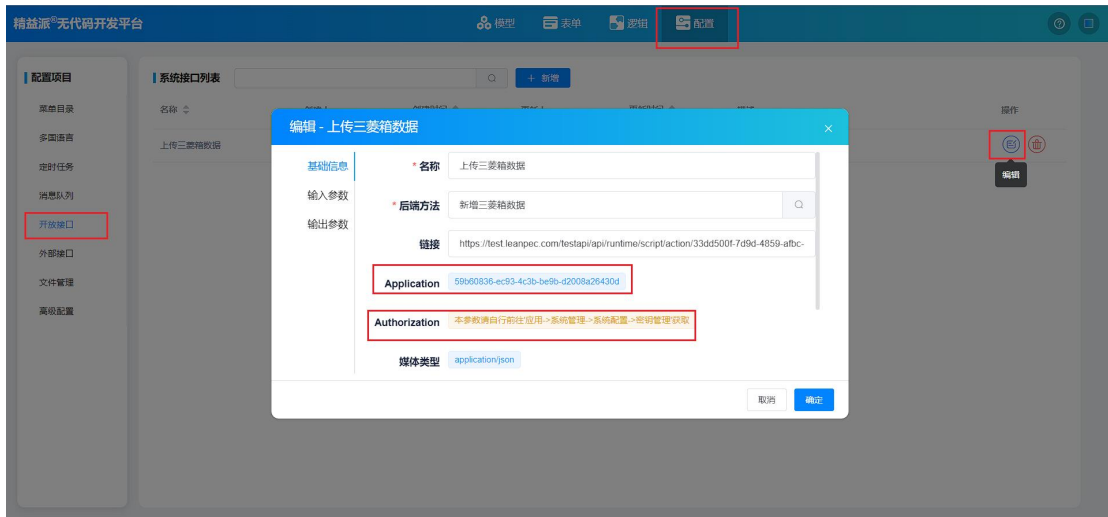 精益派®无代码开发平台
模型
表单
逻辑
配置
配置项目
菜单目录
多国语言
定时任务
消息队列
开放接口
外部接口
文件管理
高级配置
系统接口列表
+ 新增
名称
操作
上传三菱箱数据
编辑
编辑 - 上传三菱箱数据
×
基础信息
输入参数
输出参数
* 名称 上传三菱箱数据
* 后端方法 新增三菱箱数据
链接 https://test.leanpec.com/testapi/api/runtime/script/action/33dd500f-7d9d-4859-afbc-
Application 59b60836-ec93-4c3b-be9b-d2008a26430d
Authorization 本参数请自行前往'应用->系统管理->系统配置->密钥管理'获取
媒体类型 application/json
取消
确定